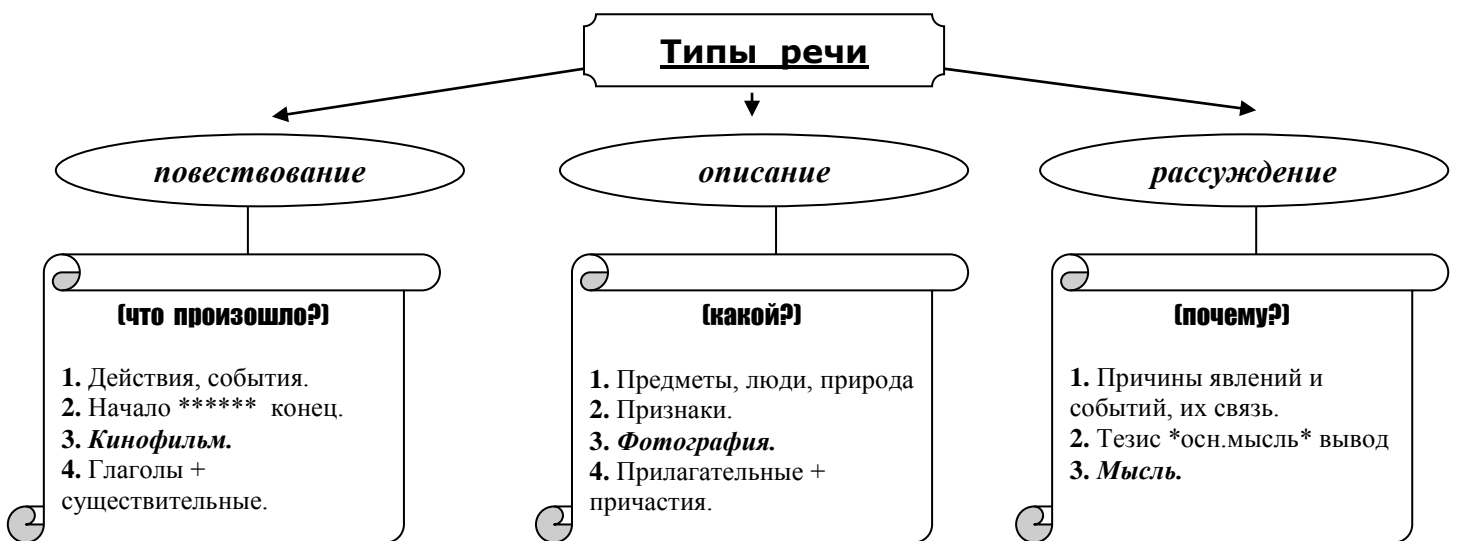 Типы речи
повествование
описание
рассуждение
(что произошло?)
1. Действия, события.
2. Начало ****** конец.
3. Кинофильм.
4. Глаголы +
существительные.
(какой?)
1. Предметы, люди, природа
2. Признаки.
3. Фотография.
4. Прилагательные +
причастия.
(почему?)
1. Причины явлений и
событий, их связь.
2. Тезис *осн.мысль* вывод
3. Мысль.